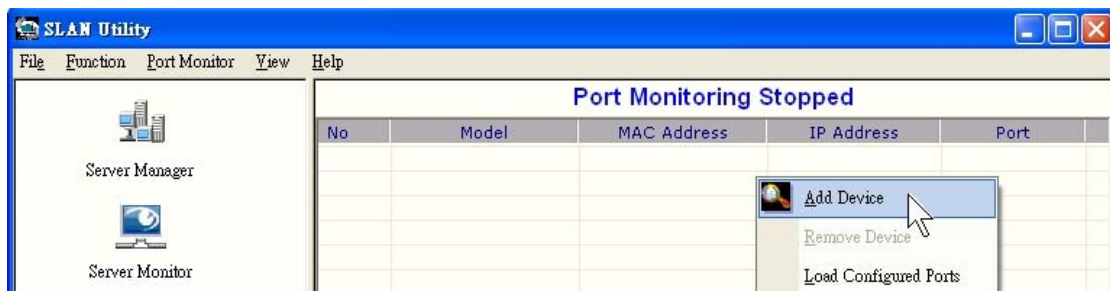 SLAN Utility
File Function Port Monitor View Help
Port Monitoring Stopped
No Model MAC Address IP Address Port
Server Manager
Add Device
Remove Device
Server Monitor
Load Configured Ports